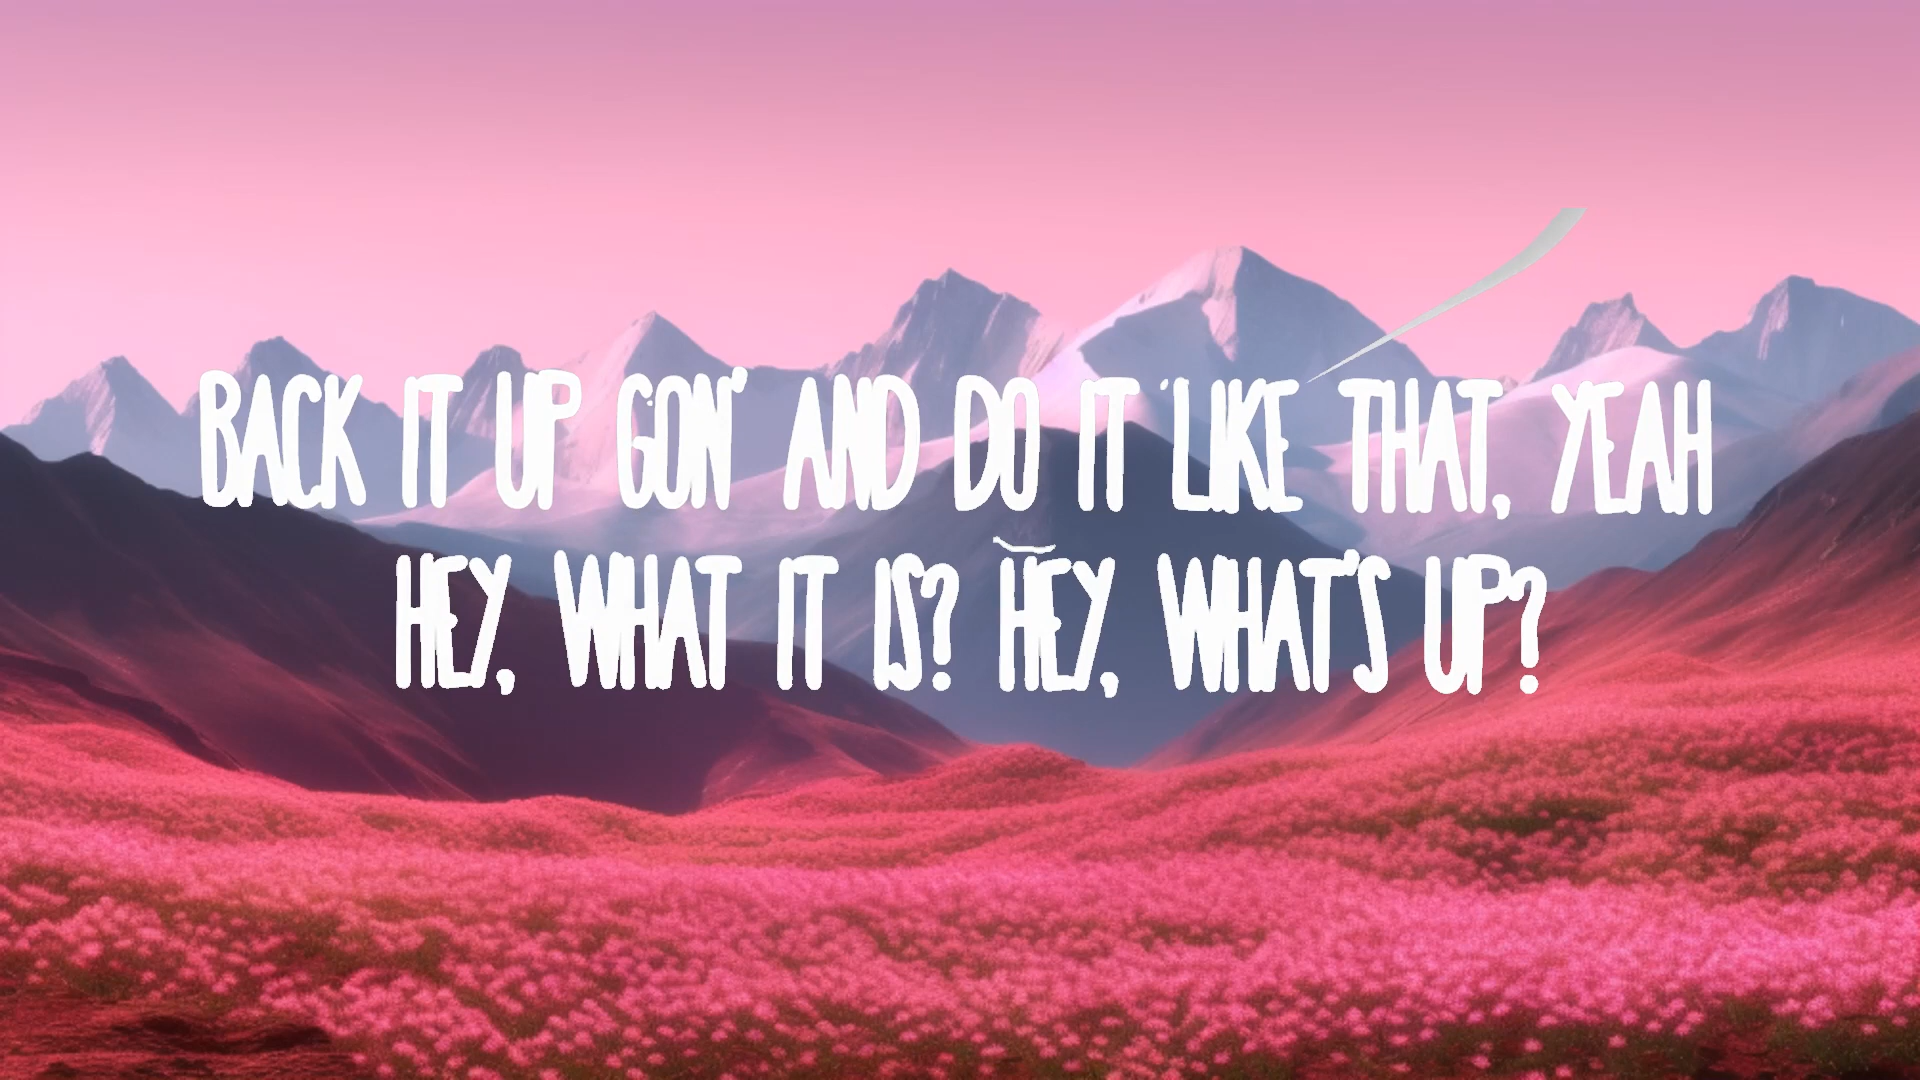 BACK IT UP GON' AND DO IT 'LIKE THAT, YEAH
HEY, WHAT IT IS? HEY, WHAT'S UP?